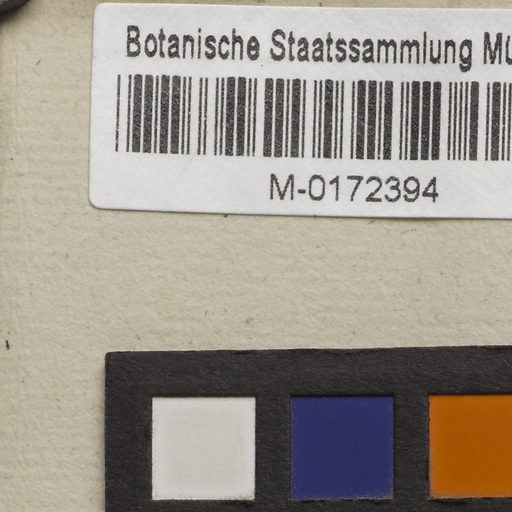 Botanische Staatssammlung Mü
M-0172394